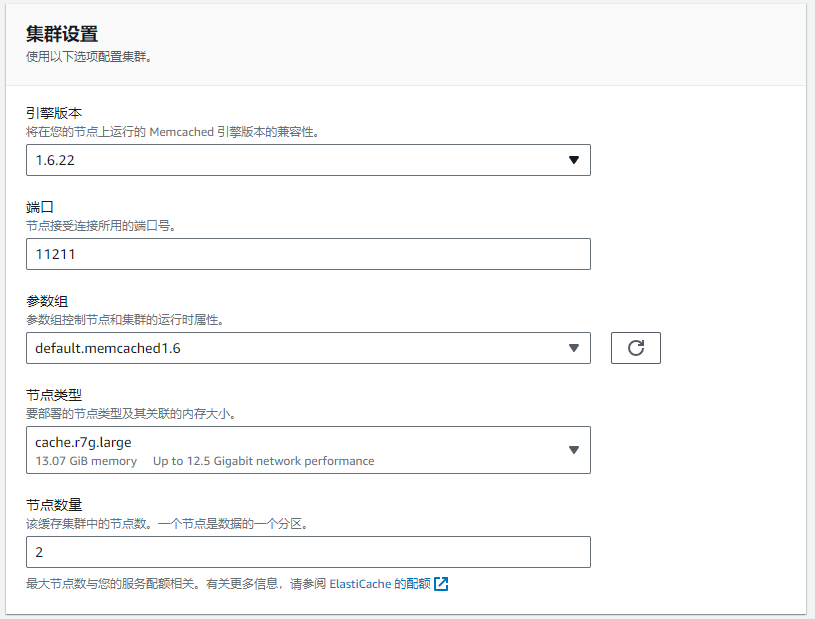 集群设置
使用以下选项配置集群。
引擎版本
将在您的节点上运行的 Memcached 引擎版本的兼容性。
1.6.22
端口
节点接受连接所用的端口号。
11211
参数组
参数组控制节点和集群的运行时属性。
default.memcached1.6
节点类型
要部署的节点类型及其关联的内存大小。
cache.r7g.large
13.07 GiB memory Up to 12.5 Gigabit network performance
节点数量
该缓存集群中的节点数。一个节点是数据的一个分区。
2
最大节点数与您的服务配额相关。有关更多信息，请参阅 ElastiCache 的配额